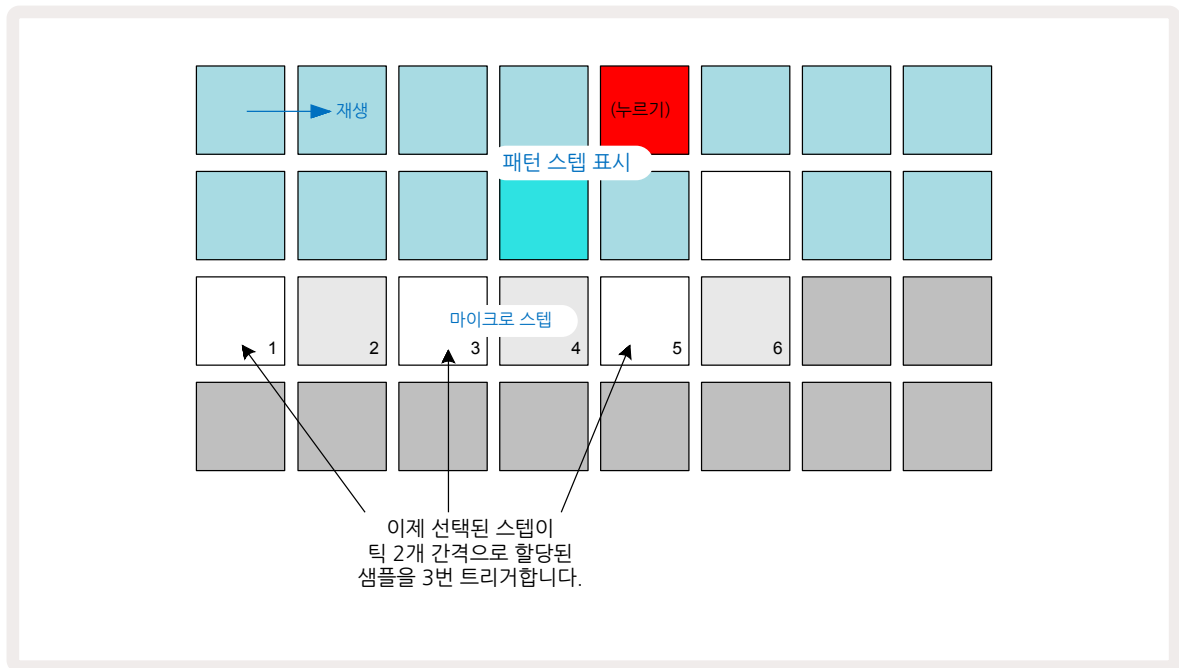 재생
(누르기)
패턴 스텝 표시
마이크로 스텝
1
2
3
4
5
6
이제 선택된 스텝이
틱 2개 간격으로 할당된
샘플을 3번 트리거합니다.